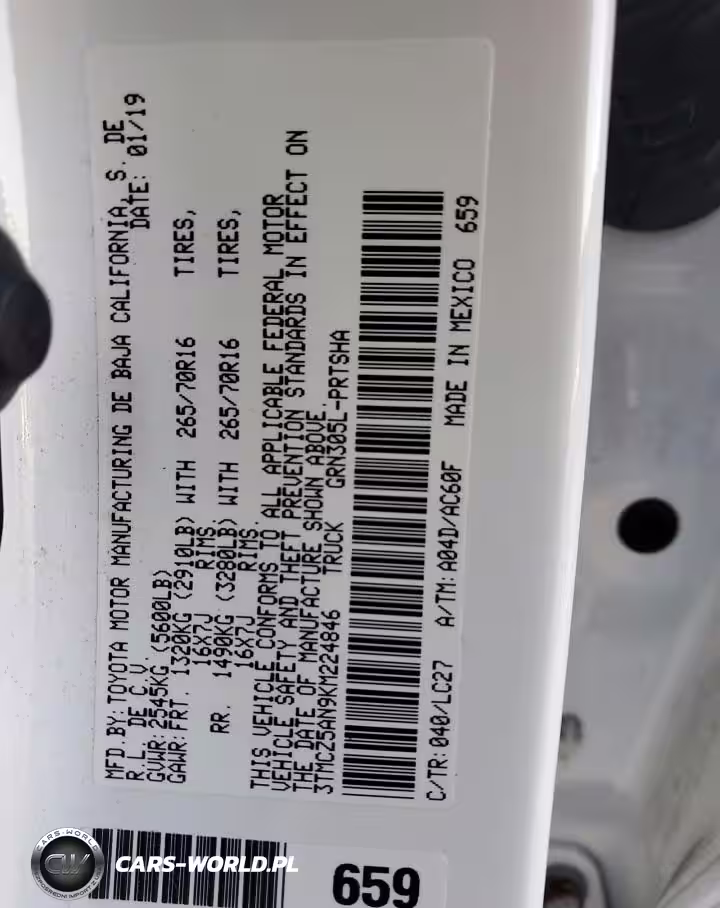 MFD BY: TOYOTA MOTOR MANUFACTURING DE BAJA CALIFORNIA, S. DE
R.L. DE C.V. DATE: 01/19
GVWR: 2545KG (5600LB)
GAWR: FRT. 1320KG (2910LB) WITH 265/70R16 TIRES,
16X7J RIMS
RR. 1490KG (3280LB) WITH 265/70R16 TIRES,
16X7J RIMS.
THIS VEHICLE CONFORMS TO ALL APPLICABLE FEDERAL MOTOR
VEHICLE SAFETY AND THEFT PREVENTION STANDARDS IN EFFECT ON
THE DATE OF MANUFACTURE SHOWN ABOVE.
3TMCZ5AN9KM224846 TRUCK GRN305L-PRTSHA
C/TR: 040/LC27 A/TM: A04D/AC60F MADE IN MEXICO 659
659
CARS-WORLD
CW
CARS-WORLD.PL